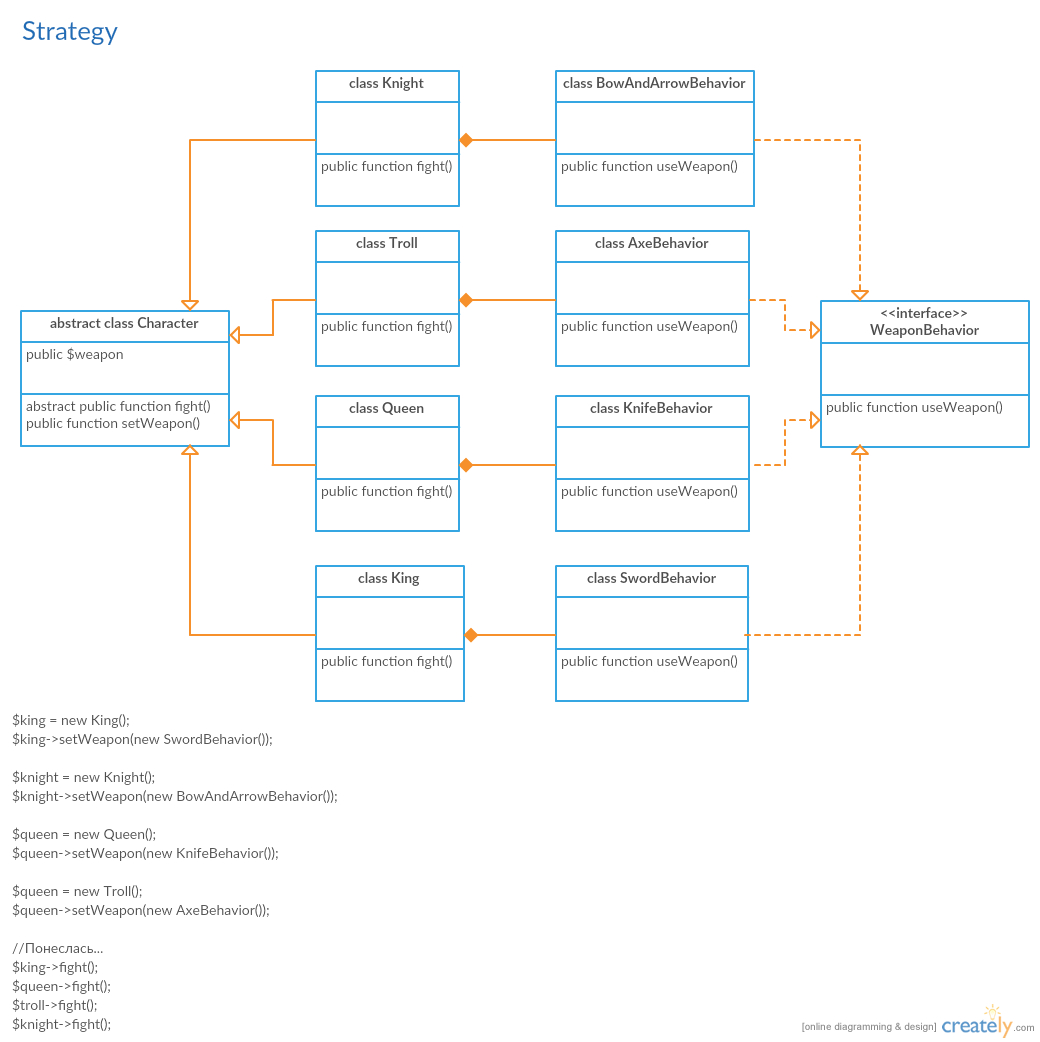 Strategy
class Knight
public function fight()
class BowAndArrowBehavior
public function useWeapon()
class Troll
public function fight()
class AxeBehavior
public function useWeapon()
abstract class Character
public $weapon
abstract public function fight()
public function setWeapon()
<<interface>>
WeaponBehavior
public function useWeapon()
class Queen
public function fight()
class KnifeBehavior
public function useWeapon()
class King
public function fight()
class SwordBehavior
public function useWeapon()
$king = new King();
$king->setWeapon(new SwordBehavior());
$knight = new Knight();
$knight->setWeapon(new BowAndArrowBehavior());
$queen = new Queen();
$queen->setWeapon(new KnifeBehavior());
$queen = new Troll();
$queen->setWeapon(new AxeBehavior());
//Понеслась...
$king->fight();
$queen->fight();
$troll->fight();
$knight->fight();
[online diagramming & design] creately.com